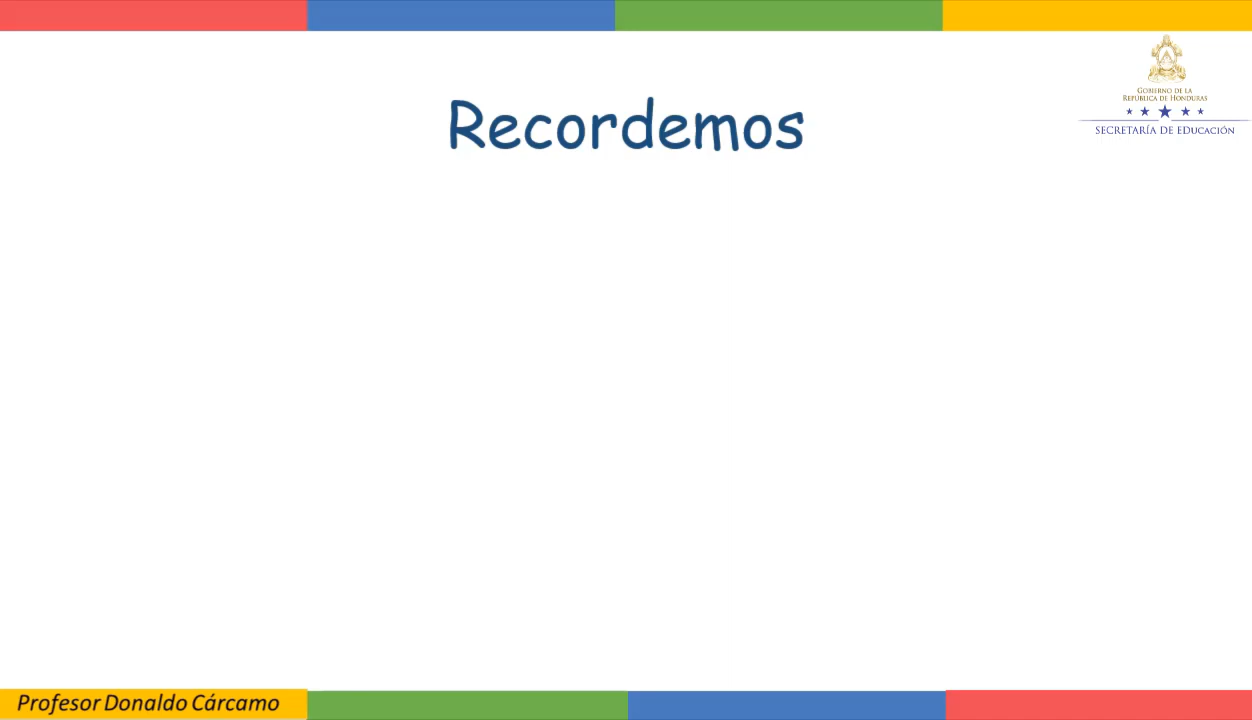 GOBIERNO DE LA
REPÚBLICA DE HONDURAS
SECRETARÍA DE EDUCACIÓN
Recordemos
Profesor Donaldo Cárcamo